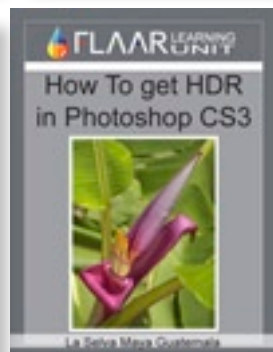 FLAAR LEARNING
UNIT
How To get HDR
in Photoshop CS3
La Selva Maya Guatemala